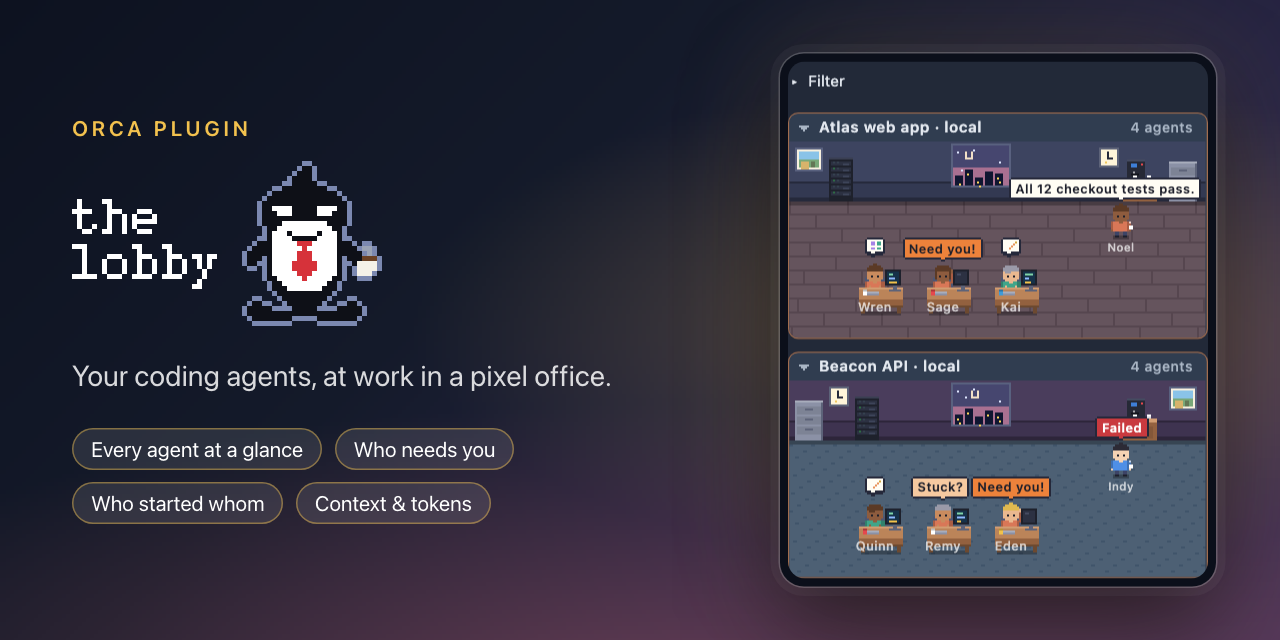 ORCA PLUGIN
the
lobby
Your coding agents, at work in a pixel office.
Every agent at a glance
Who needs you
Who started whom
Context & tokens
Filter
Atlas web app · local
4 agents
All 12 checkout tests pass.
Noel
Need you!
Wren
Sage
Kai
Beacon API · local
4 agents
Failed
Indy
Stuck?
Need you!
Quinn
Remy
Eden